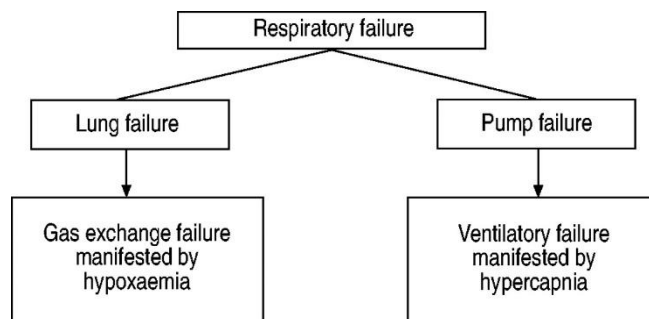 Respiratory failure
Lung failure
Pump failure
Gas exchange failure
manifested by
hypoxaemia
Ventilatory failure
manifested by
hypercapnia